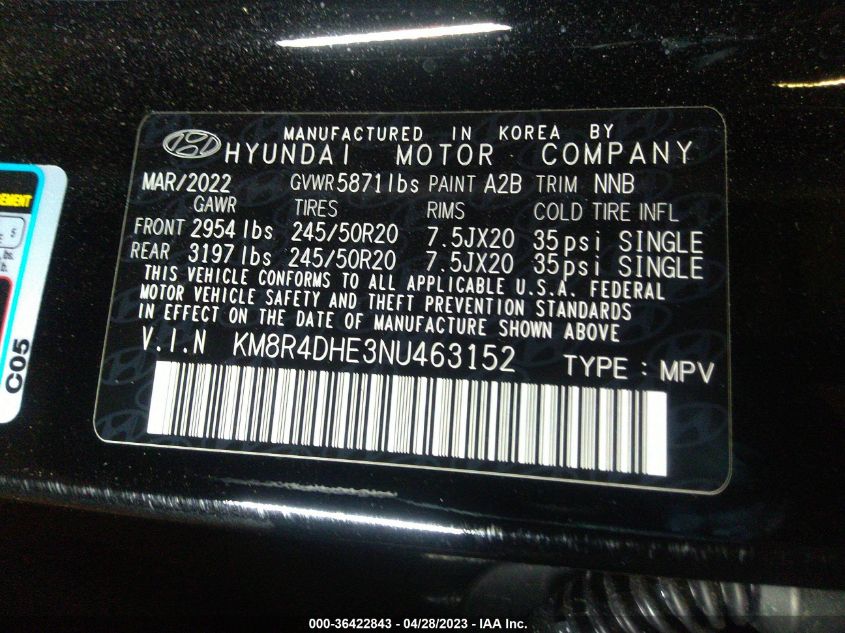 MANUFACTURED IN KOREA BY
HYUNDAI MOTOR COMPANY
MAR/2022 GVWR 5871lbs PAINT A2B TRIM NNB
GAWR TIRES RIMS COLD TIRE INFL
FRONT 2954 lbs 245/50R20 7.5JX20 35psi SINGLE
REAR 3197 lbs 245/50R20 7.5JX20 35psi SINGLE
THIS VEHICLE CONFORMS TO ALL APPLICABLE U.S.A. FEDERAL
MOTOR VEHICLE SAFETY AND THEFT PREVENTION STANDARDS
IN EFFECT ON THE DATE OF MANUFACTURE SHOWN ABOVE
V.I.N KM8R4DHE3NU463152 TYPE : MPV
5
C05
000-36422843 - 04/28/2023 - IAA Inc.